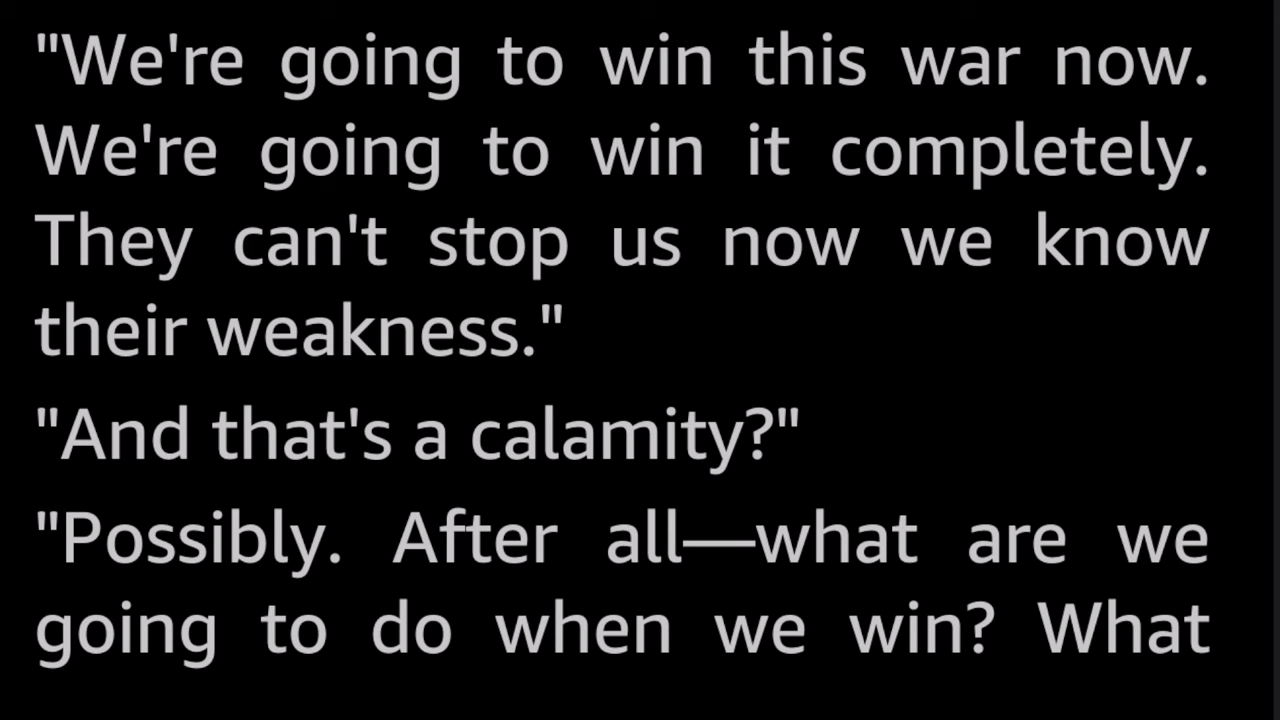 "We're going to win this war now.
We're going to win it completely.
They can't stop us now we know
their weakness."
"And that's a calamity?"
"Possibly. After all—what are we
going to do when we win? What